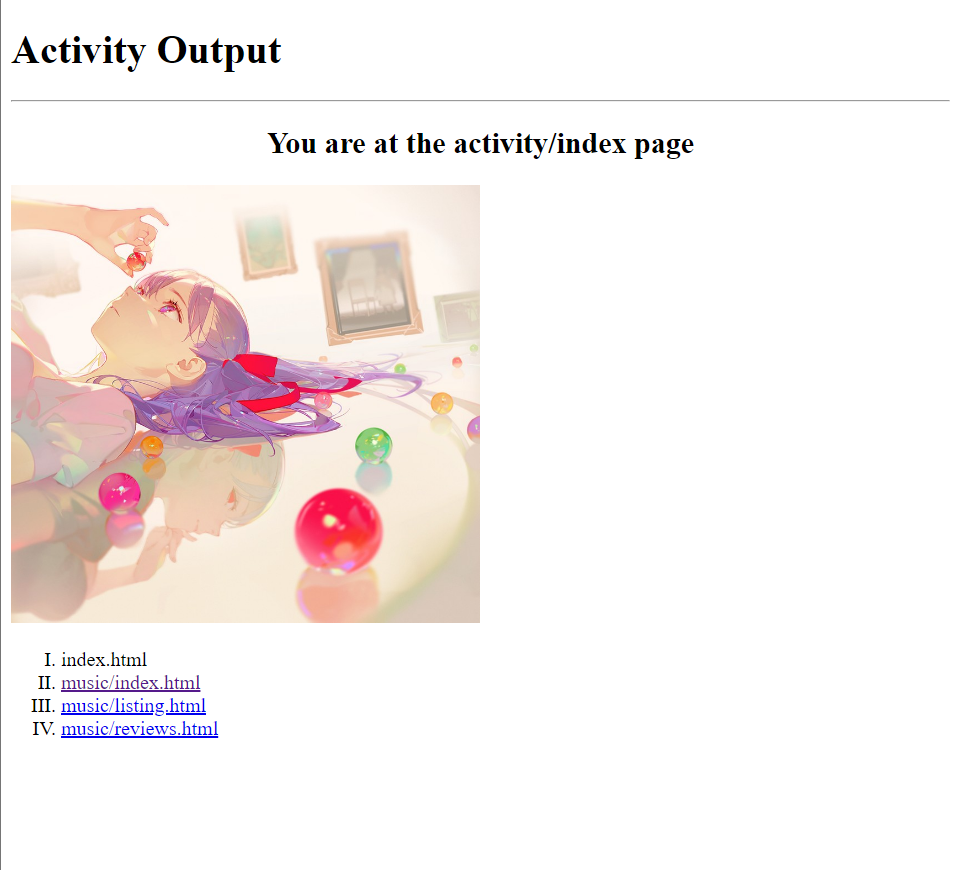 Activity Output
You are at the activity/index page
I. index.html
II. music/index.html
III. music/listing.html
IV. music/reviews.html